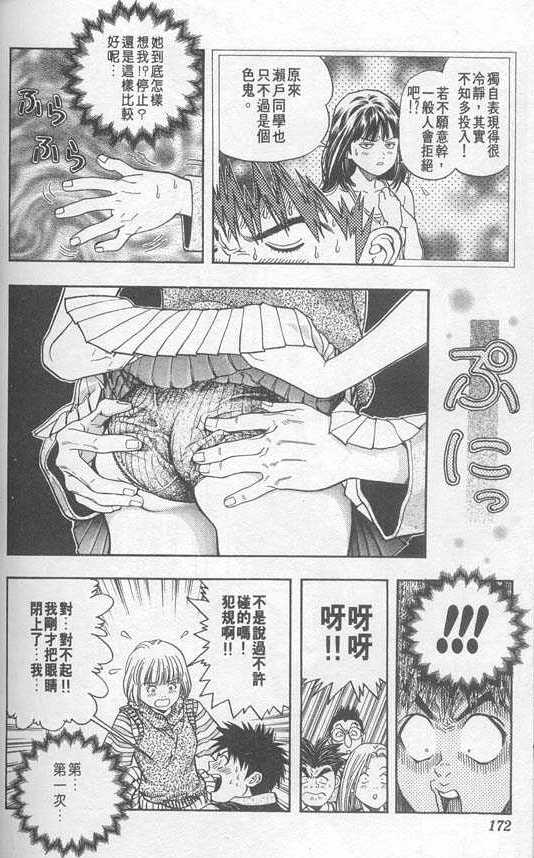 獨自表現得很
冷靜，其實
不知多投入！
若不願意幹，
一般人會拒絕
吧!?
原來
瀨戶同學也
只不過是個
色鬼。
她到底怎樣
想我!?停止？
還是這樣比較
好呢…
ふら
ふら
ぷにっ
!!!
呀呀
呀!!
不是說過不許
碰的嗎！
犯規啊!!
對…對不起!!
我剛才把眼睛
閉上了…我…
第…
第一次…
172